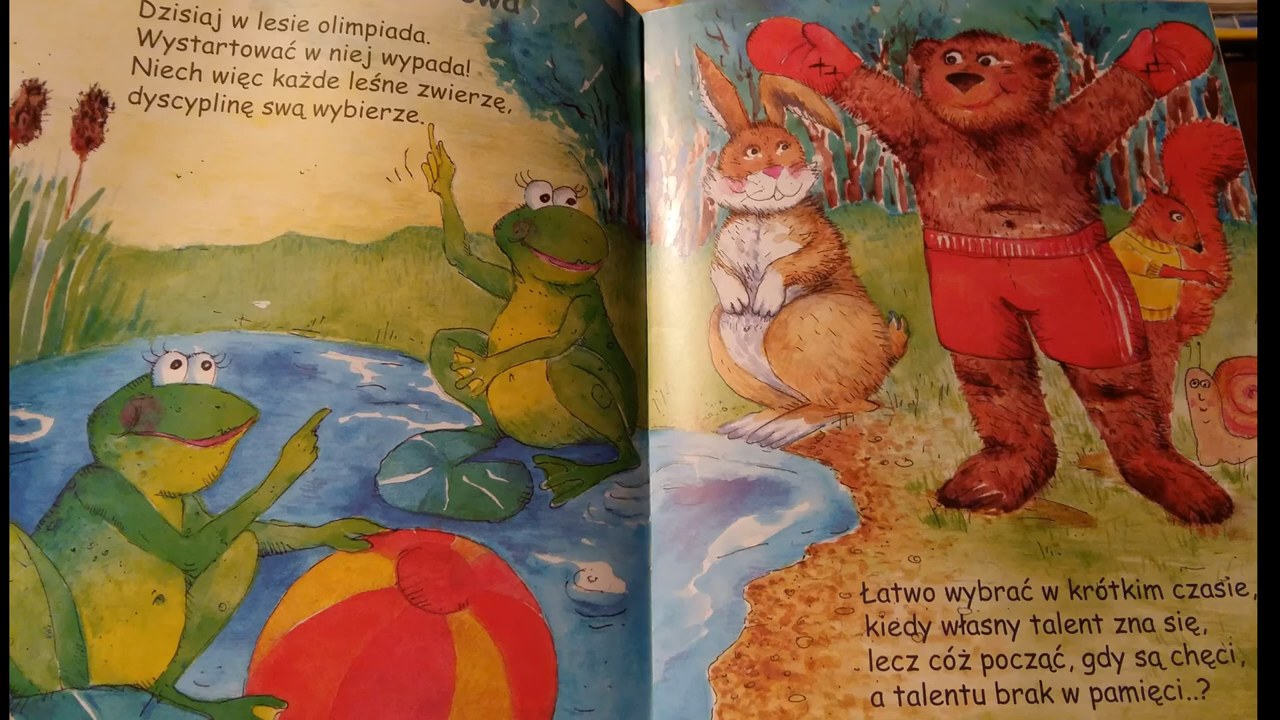 Dzisiaj w lesie olimpiada.
Wystartować w niej wypada!
Niech więc każde leśne zwierzę,
dyscyplinę swą wybierze.
Łatwo wybrać w krótkim czasie,
kiedy własny talent zna się,
lecz cóż począć, gdy są chęci,
a talentu brak w pamięci..?